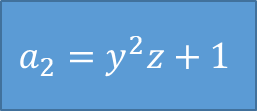 a₂ = y²z + 1